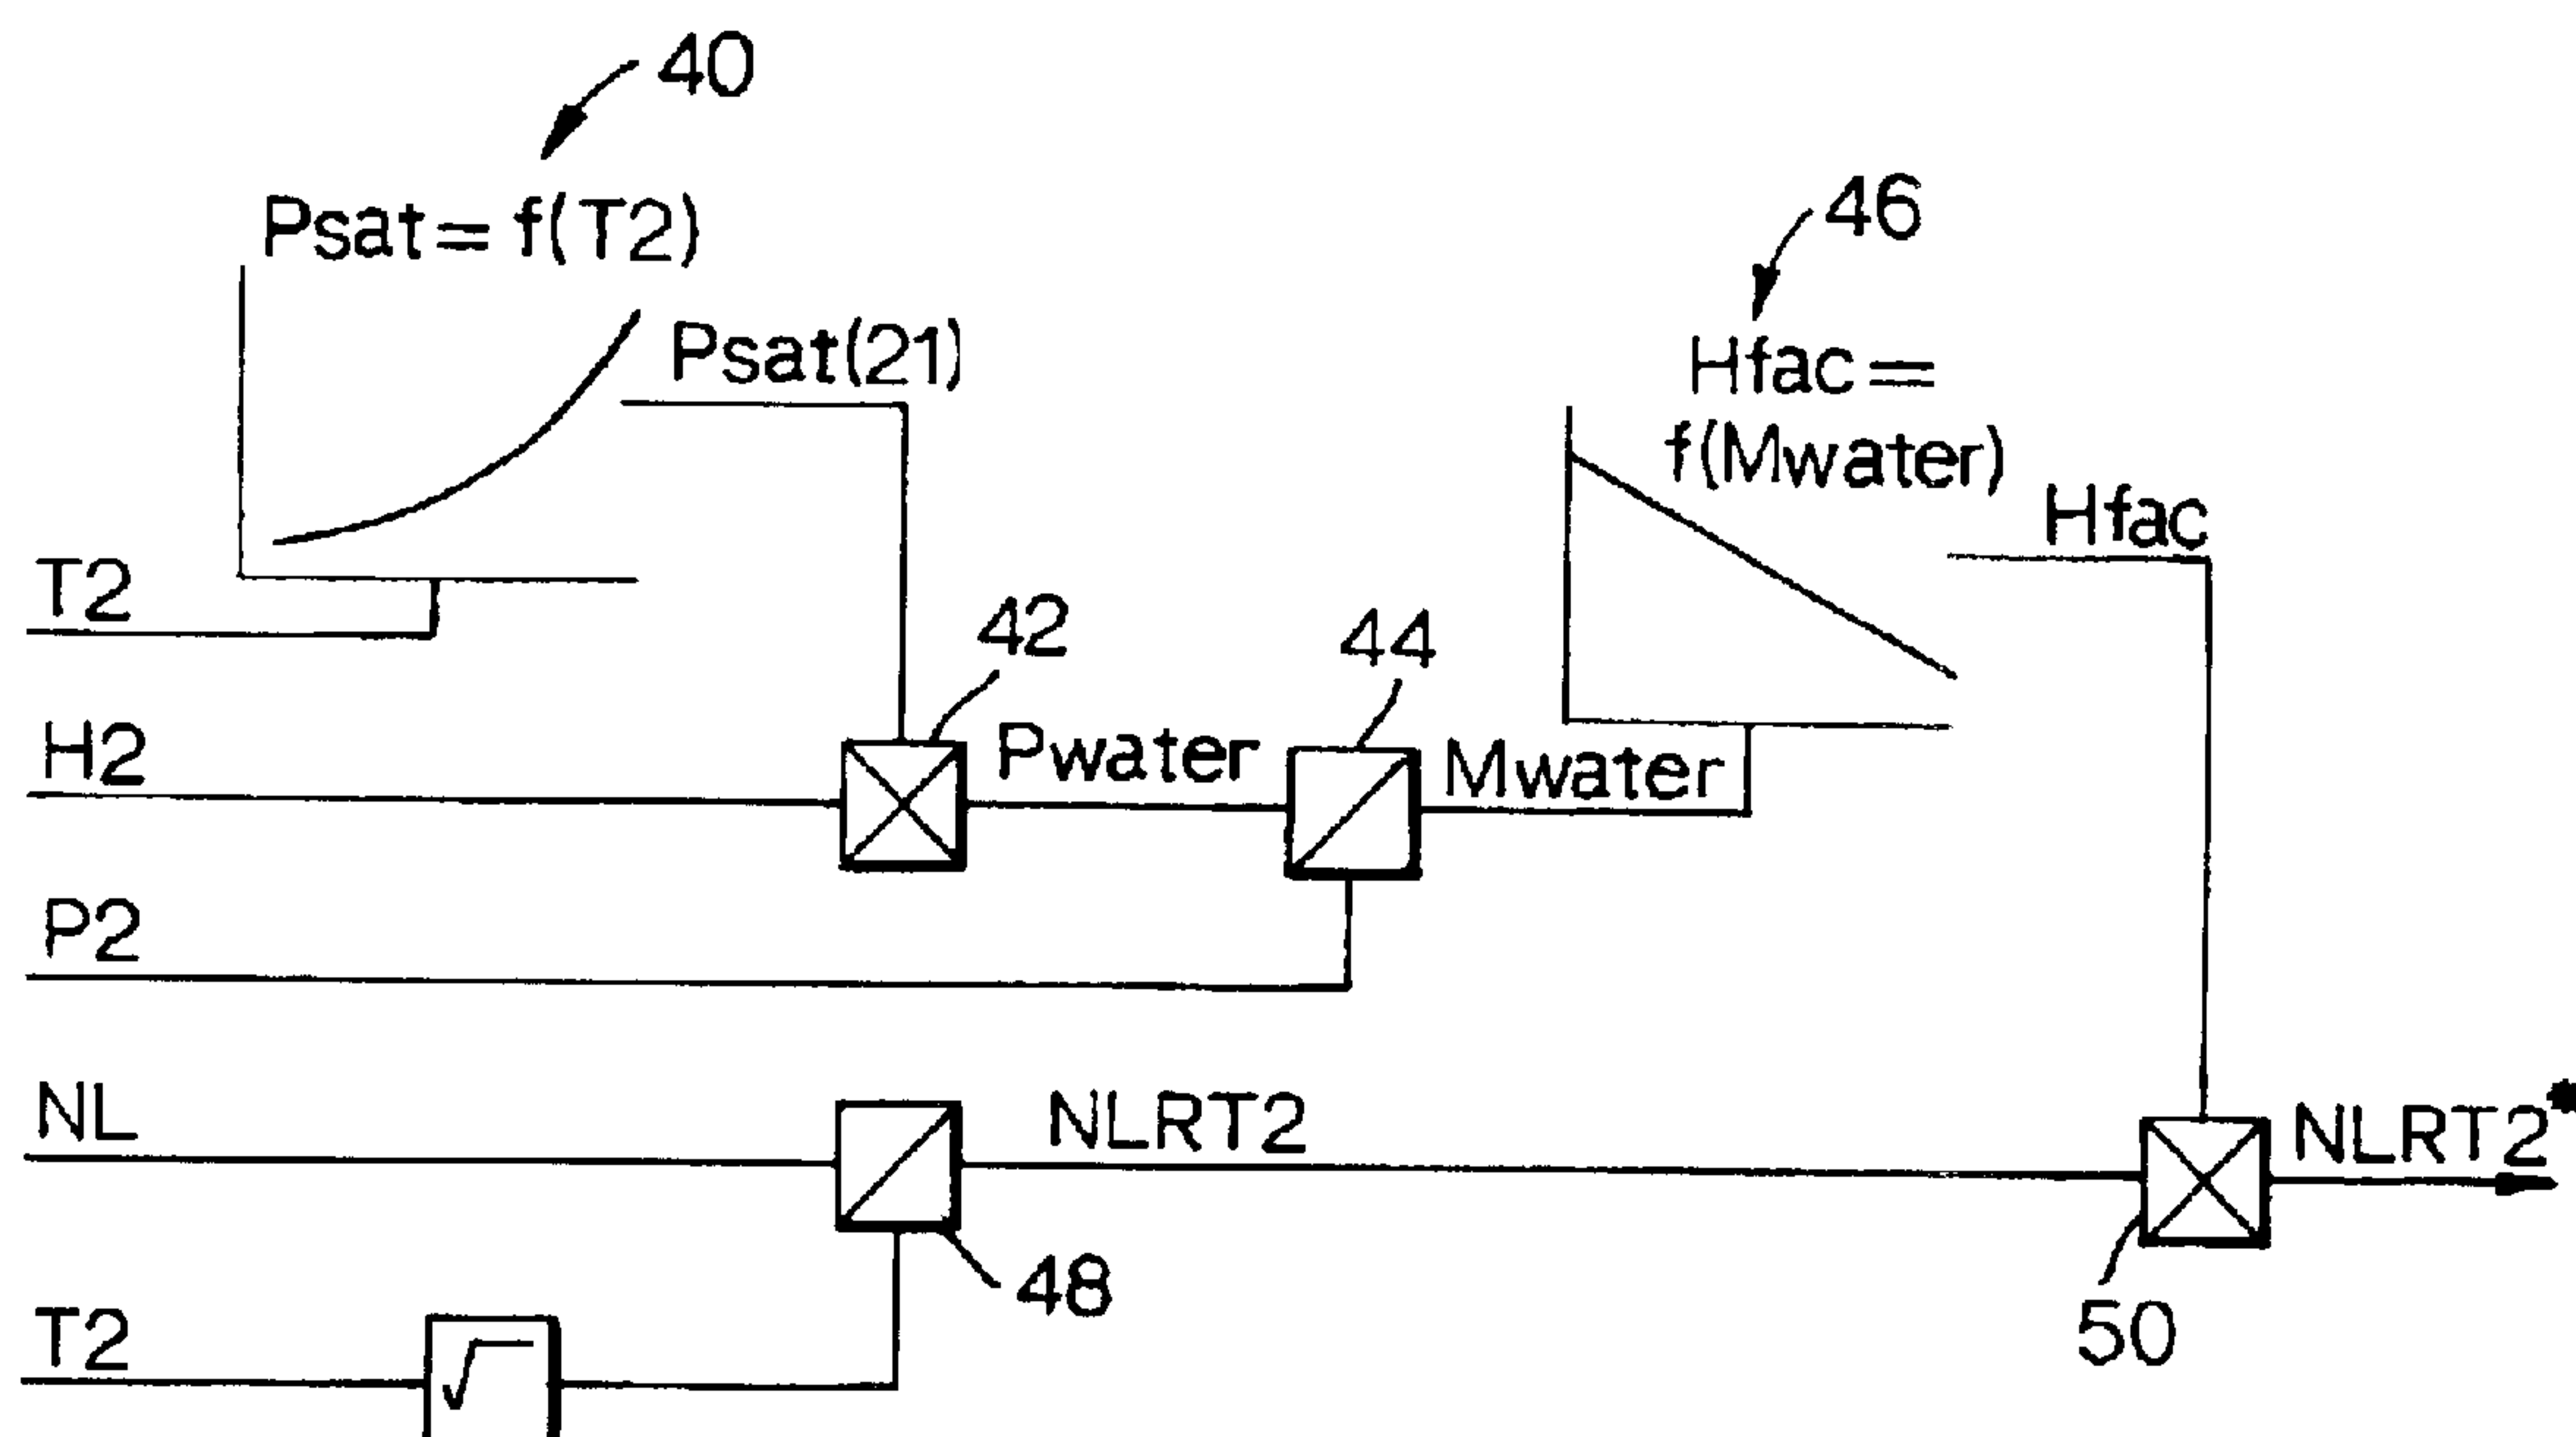 40
Psat = f(T2)
46
Psat(21)
Hfac =
f(Mwater)
Hfac
T2
42
44
H2
Pwater
Mwater
P2
NL
NLRT2
NLRT2*
48
50
T2
√